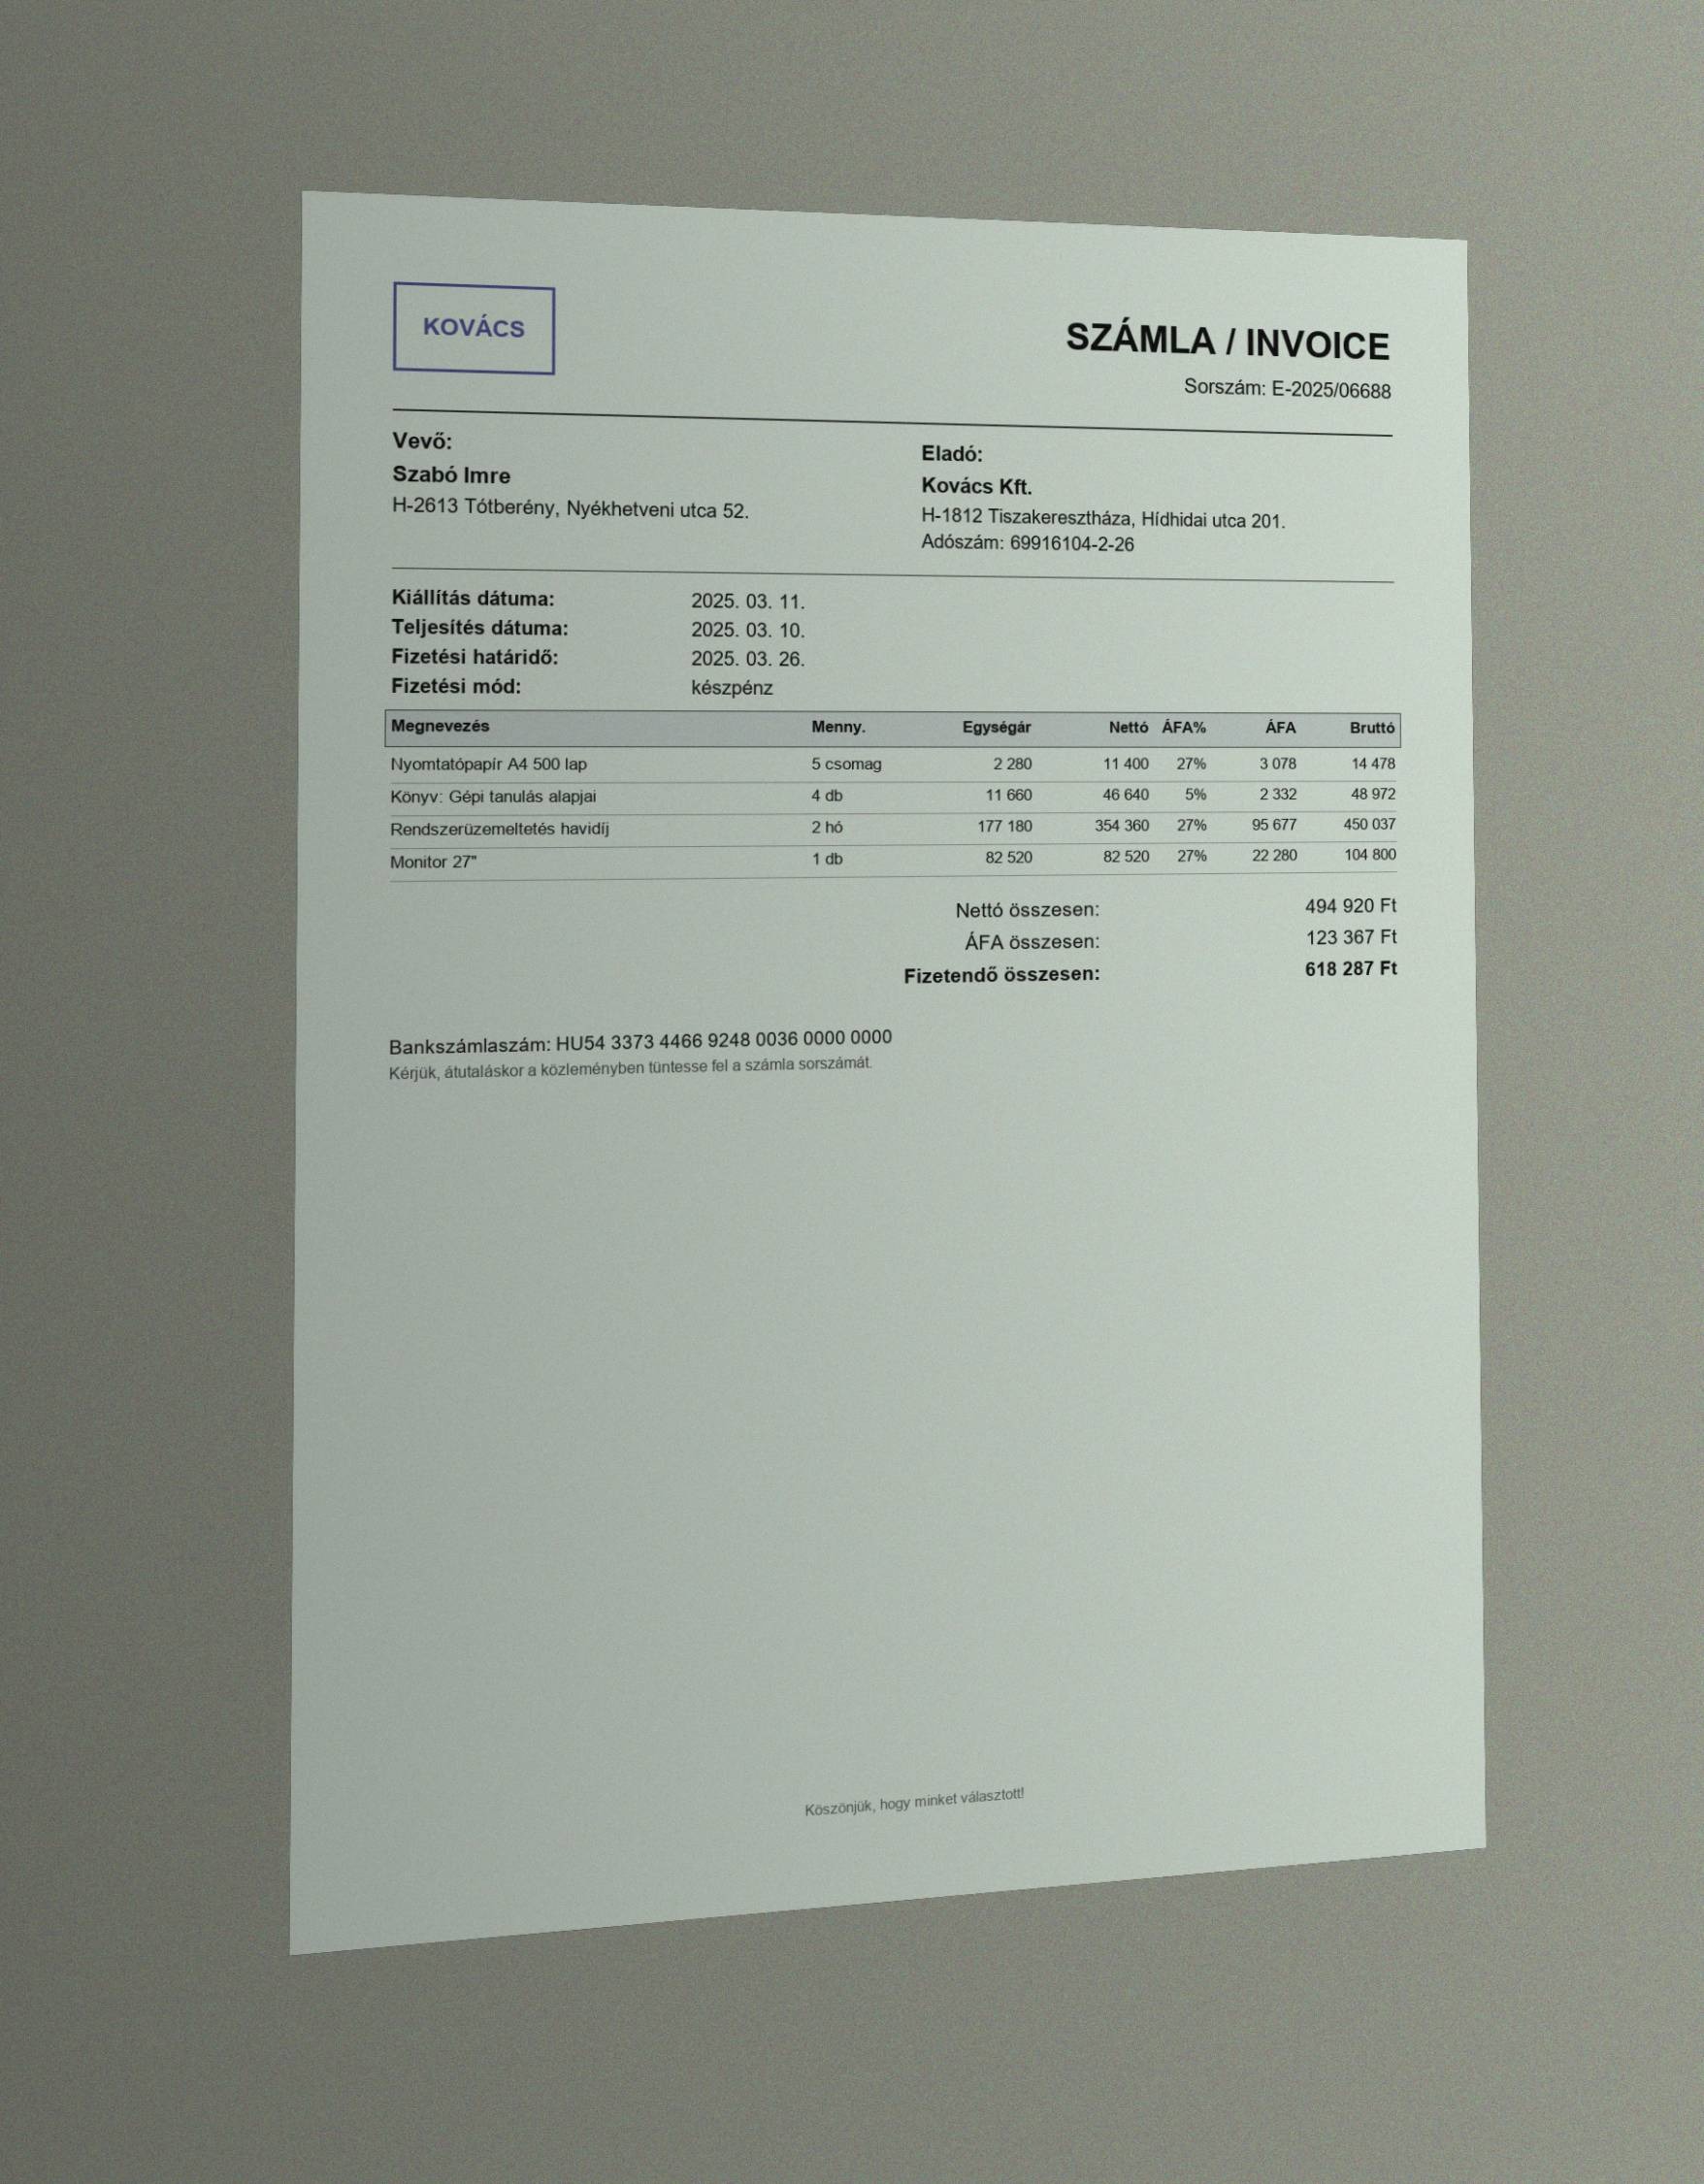 KOVÁCS
SZÁMLA / INVOICE
Sorszám: E-2025/06688
Vevő:
Szabó Imre
H-2613 Tótberény, Nyékhetveni utca 52.
Eladó:
Kovács Kft.
H-1812 Tiszakeresztháza, Hídhidai utca 201.
Adószám: 69916104-2-26
Kiállítás dátuma: 2025. 03. 11.
Teljesítés dátuma: 2025. 03. 10.
Fizetési határidő: 2025. 03. 26.
Fizetési mód: készpénz
Megnevezés Menny. Egységár Nettó ÁFA% ÁFA Bruttó
Nyomtatópapír A4 500 lap 5 csomag 2 280 11 400 27% 3 078 14 478
Könyv: Gépi tanulás alapjai 4 db 11 660 46 640 5% 2 332 48 972
Rendszerüzemeltetés havidíj 2 hó 177 180 354 360 27% 95 677 450 037
Monitor 27" 1 db 82 520 82 520 27% 22 280 104 800
Nettó összesen: 494 920 Ft
ÁFA összesen: 123 367 Ft
Fizetendő összesen: 618 287 Ft
Bankszámlaszám: HU54 3373 4466 9248 0036 0000 0000
Kérjük, átutaláskor a közleményben tüntesse fel a számla sorszámát.
Köszönjük, hogy minket választott!